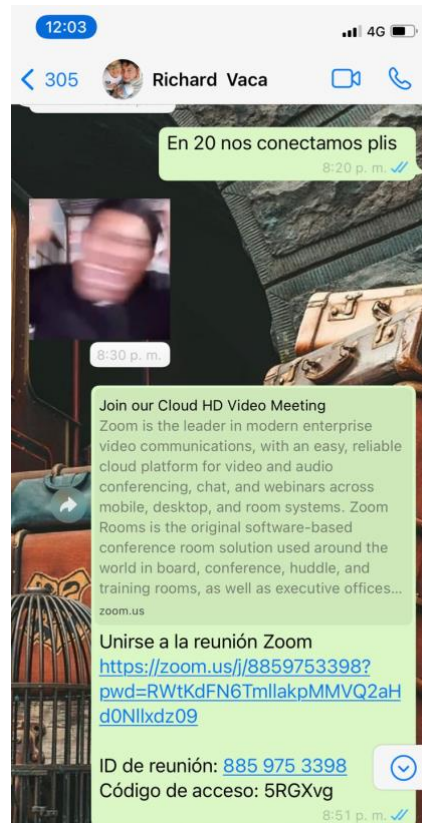 12:03
4G
305
Richard Vaca
En 20 nos conectamos plis
8:20 p. m.
8:30 p. m.
Join our Cloud HD Video Meeting
Zoom is the leader in modern enterprise
video communications, with an easy, reliable
cloud platform for video and audio
conferencing, chat, and webinars across
mobile, desktop, and room systems. Zoom
Rooms is the original software-based
conference room solution used around the
world in board, conference, huddle, and
training rooms, as well as executive offices...
zoom.us
Unirse a la reunión Zoom
https://zoom.us/j/8859753398?
pwd=RWtKdFN6TmllakpMMVQ2aH
d0Nllxdz09
ID de reunión: 885 975 3398
Código de acceso: 5RGXvg
8:51 p. m.